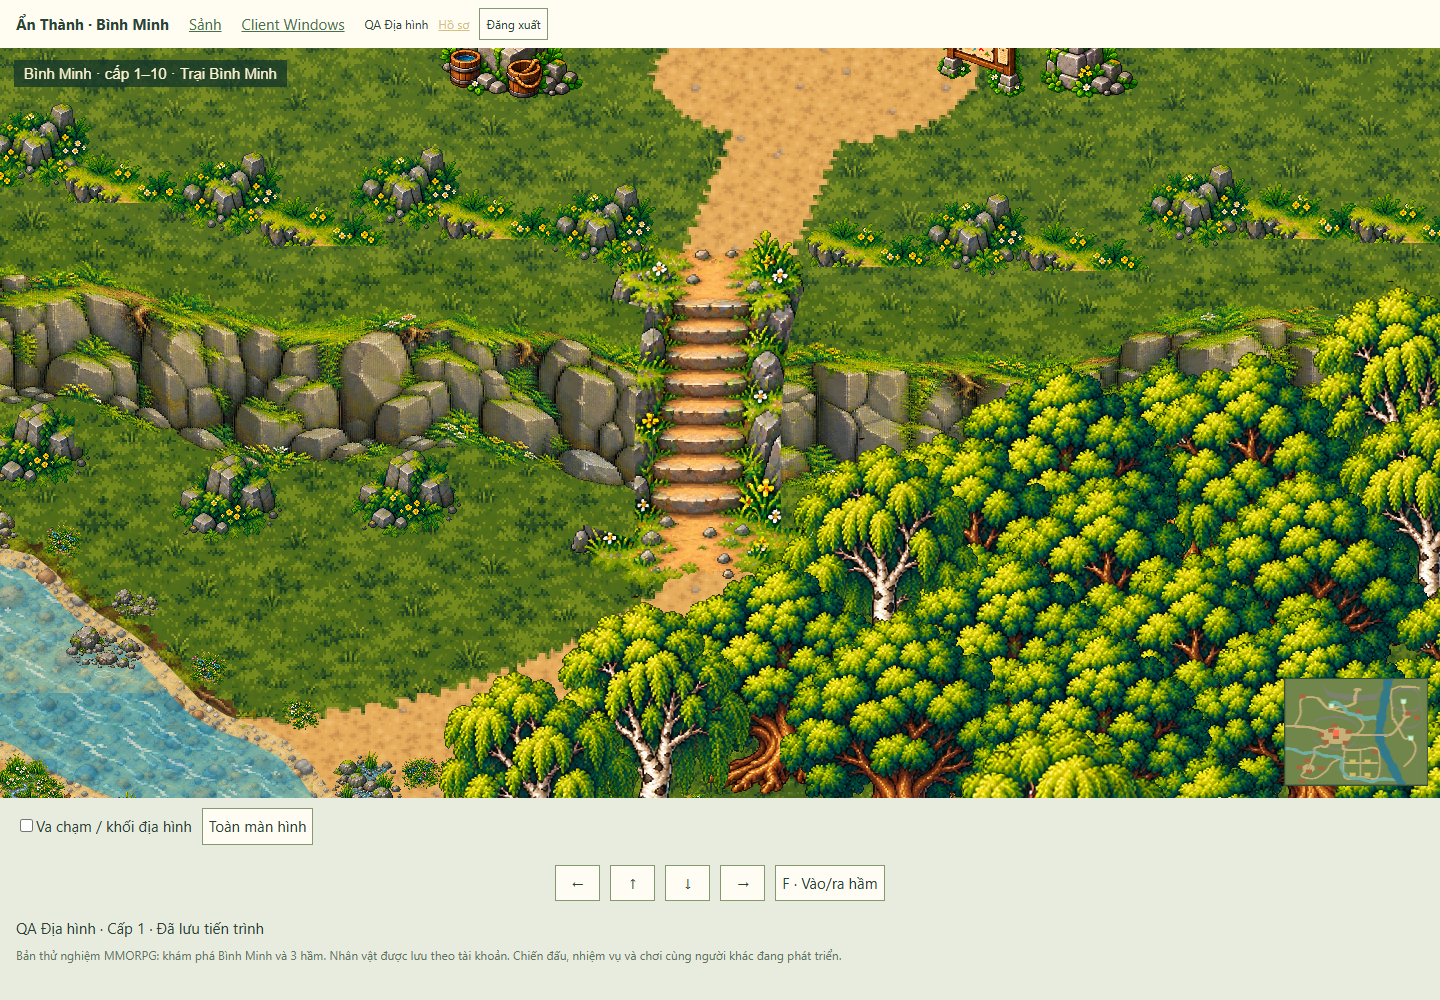 Ẩn Thành · Bình Minh Sảnh Client Windows QA Địa hình Hồ sơ Đăng xuất
Bình Minh · cấp 1–10 · Trại Bình Minh
Va chạm / khối địa hình Toàn màn hình
← ↑ ↓ → F · Vào/ra hầm
QA Địa hình · Cấp 1 · Đã lưu tiến trình
Bản thử nghiệm MMORPG: khám phá Bình Minh và 3 hầm. Nhân vật được lưu theo tài khoản. Chiến đấu, nhiệm vụ và chơi cùng người khác đang phát triển.